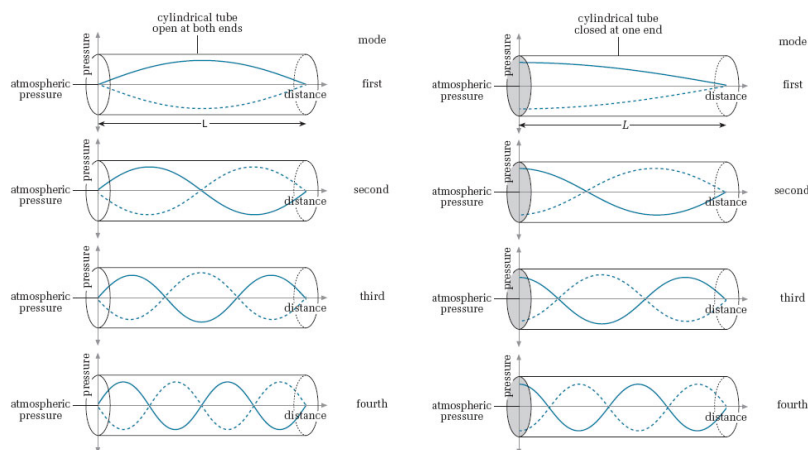 cylindrical tube
open at both ends
mode
pressure
atmospheric
pressure
first
distance
L
pressure
atmospheric
pressure
second
distance
pressure
atmospheric
pressure
third
distance
pressure
atmospheric
pressure
fourth
distance
cylindrical tube
closed at one end
mode
pressure
atmospheric
pressure
first
distance
L
pressure
atmospheric
pressure
second
distance
pressure
atmospheric
pressure
third
distance
pressure
atmospheric
pressure
fourth
distance